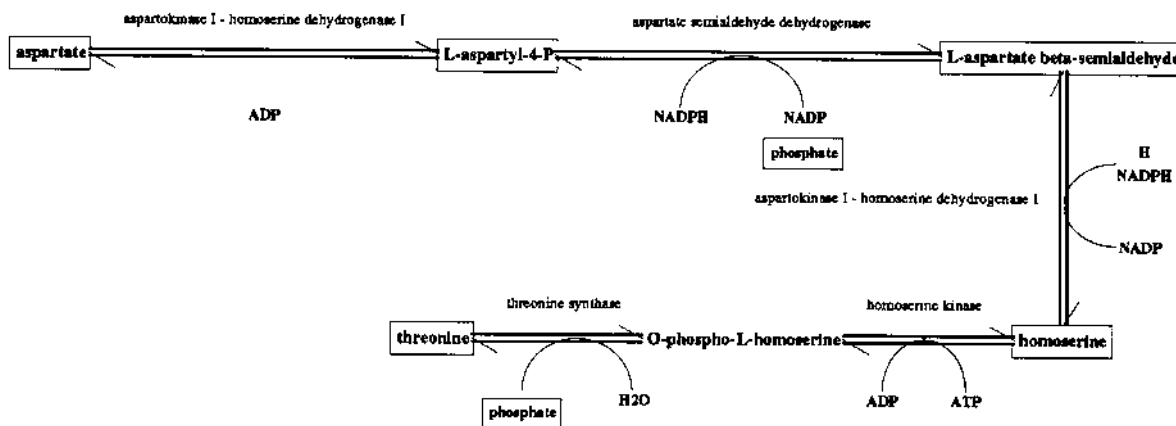 aspartokinase I - homoserine dehydrogenase I
aspartate semialdehyde dehydrogenase
aspartate
L-aspartyl-4-P
L-aspartate beta-semialdehyde
ADP
NADPH
NADP
phosphate
H
NADPH
aspartokinase I - homoserine dehydrogenase I
NADP
threonine synthase
homoserine kinase
threonine
O-phospho-L-homoserine
homoserine
phosphate
H2O
ADP
ATP